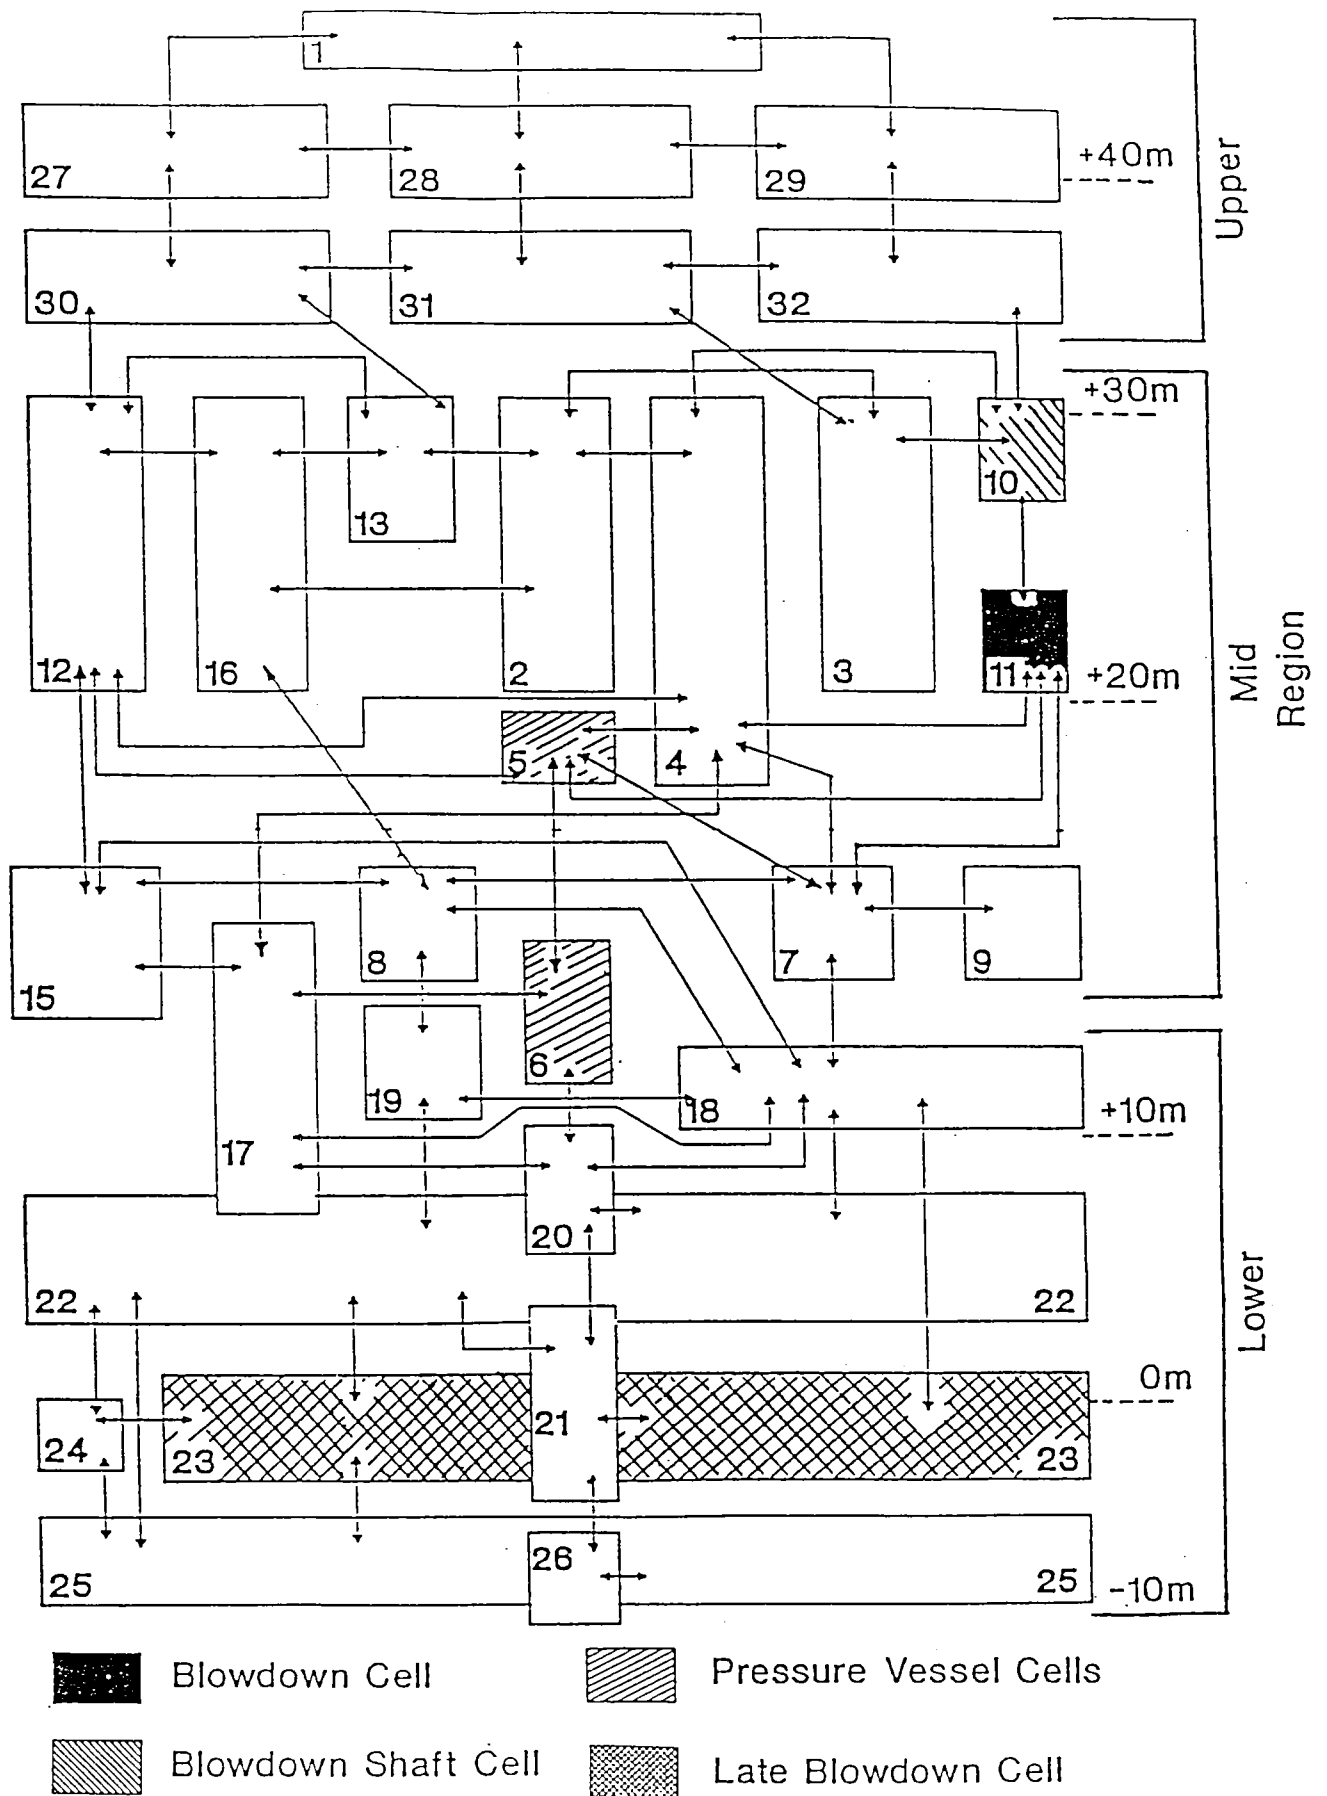 1
27
28
29
+40m
Upper
30
31
32
+30m
10
13
12
16
2
3
11
+20m
Mid
Region
5
4
8
7
9
15
6
19
18
+10m
17
20
22
22
Lower
0m
21
24
23
23
26
25
25
-10m
Blowdown Cell
Pressure Vessel Cells
Blowdown Shaft Cell
Late Blowdown Cell